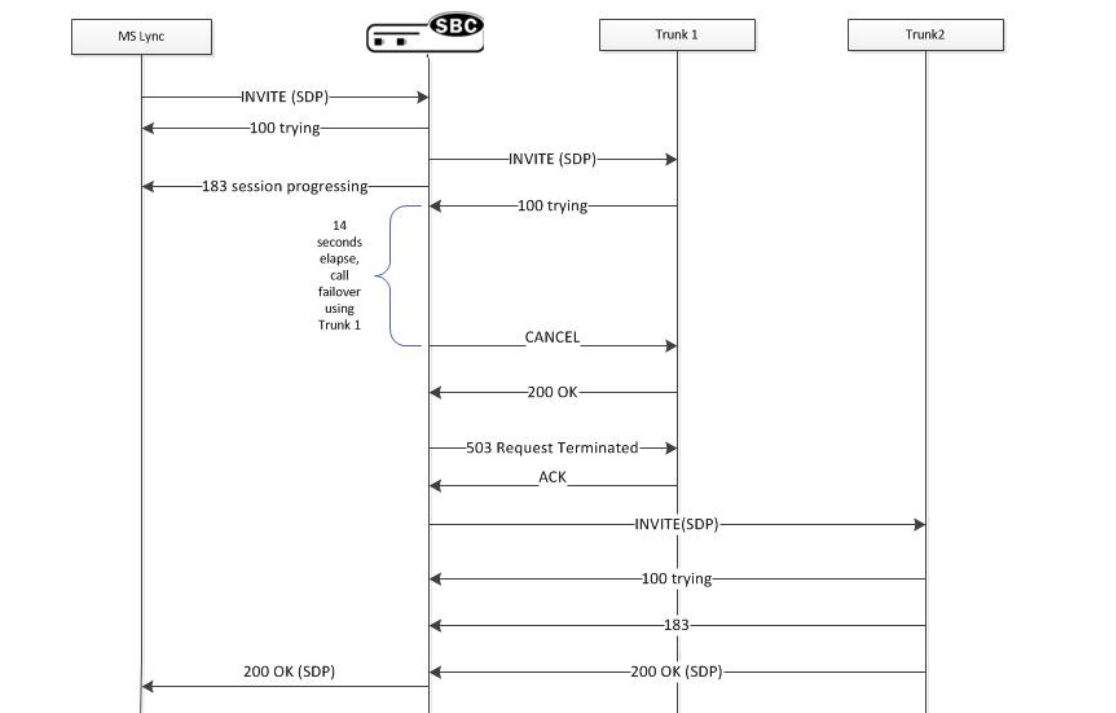 MS Lync
SBC
Trunk 1
Trunk2
INVITE (SDP)
100 trying
INVITE (SDP)
183 session progressing
100 trying
14
seconds
elapse,
call
failover
using
Trunk 1
CANCEL
200 OK
503 Request Terminated
ACK
INVITE(SDP)
100 trying
183
200 OK (SDP)
200 OK (SDP)